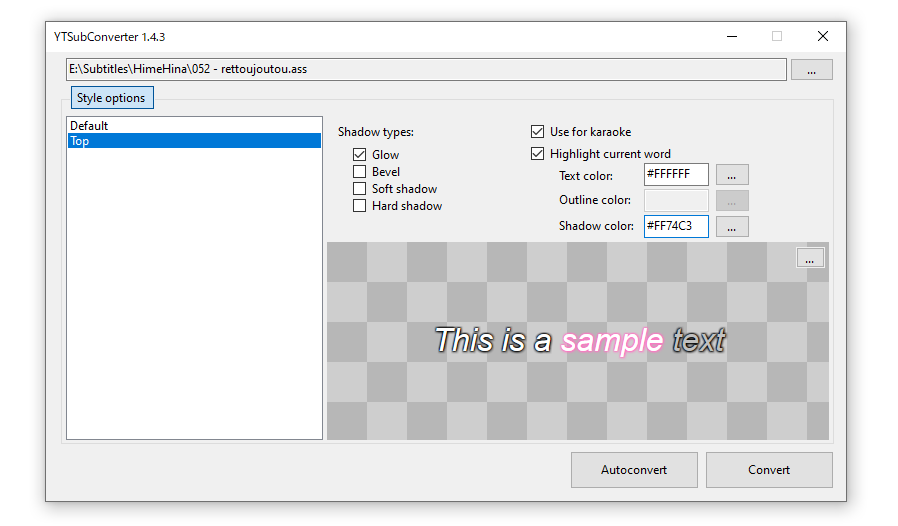 YTSubConverter 1.4.3
E:\Subtitles\HimeHina\052 - rettoujoutou.ass
...
Style options
Default
Top
Shadow types:
Glow
Bevel
Soft shadow
Hard shadow
Use for karaoke
Highlight current word
Text color:
#FFFFFF
...
Outline color:
...
Shadow color:
#FF74C3
...
...
This is a sample text
Autoconvert
Convert